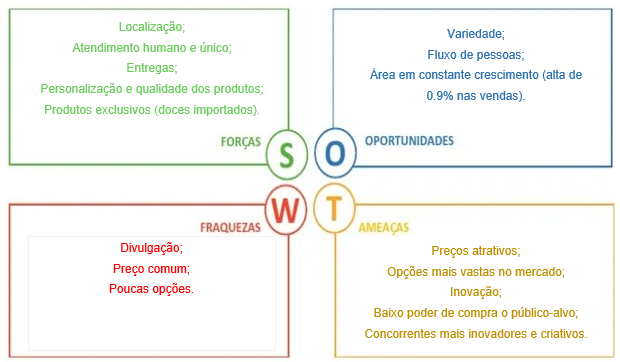 Localização;
Atendimento humano e único;
Entregas;
Personalização e qualidade dos produtos;
Produtos exclusivos (doces importados).
FORÇAS
S
Variedade;
Fluxo de pessoas;
Área em constante crescimento (alta de
0.9% nas vendas).
O
OPORTUNIDADES
FRAQUEZAS
W
Divulgação;
Preço comum;
Poucas opções.
T
AMEAÇAS
Preços atrativos;
Opções mais vastas no mercado;
Inovação;
Baixo poder de compra o público-alvo;
Concorrentes mais inovadores e criativos.